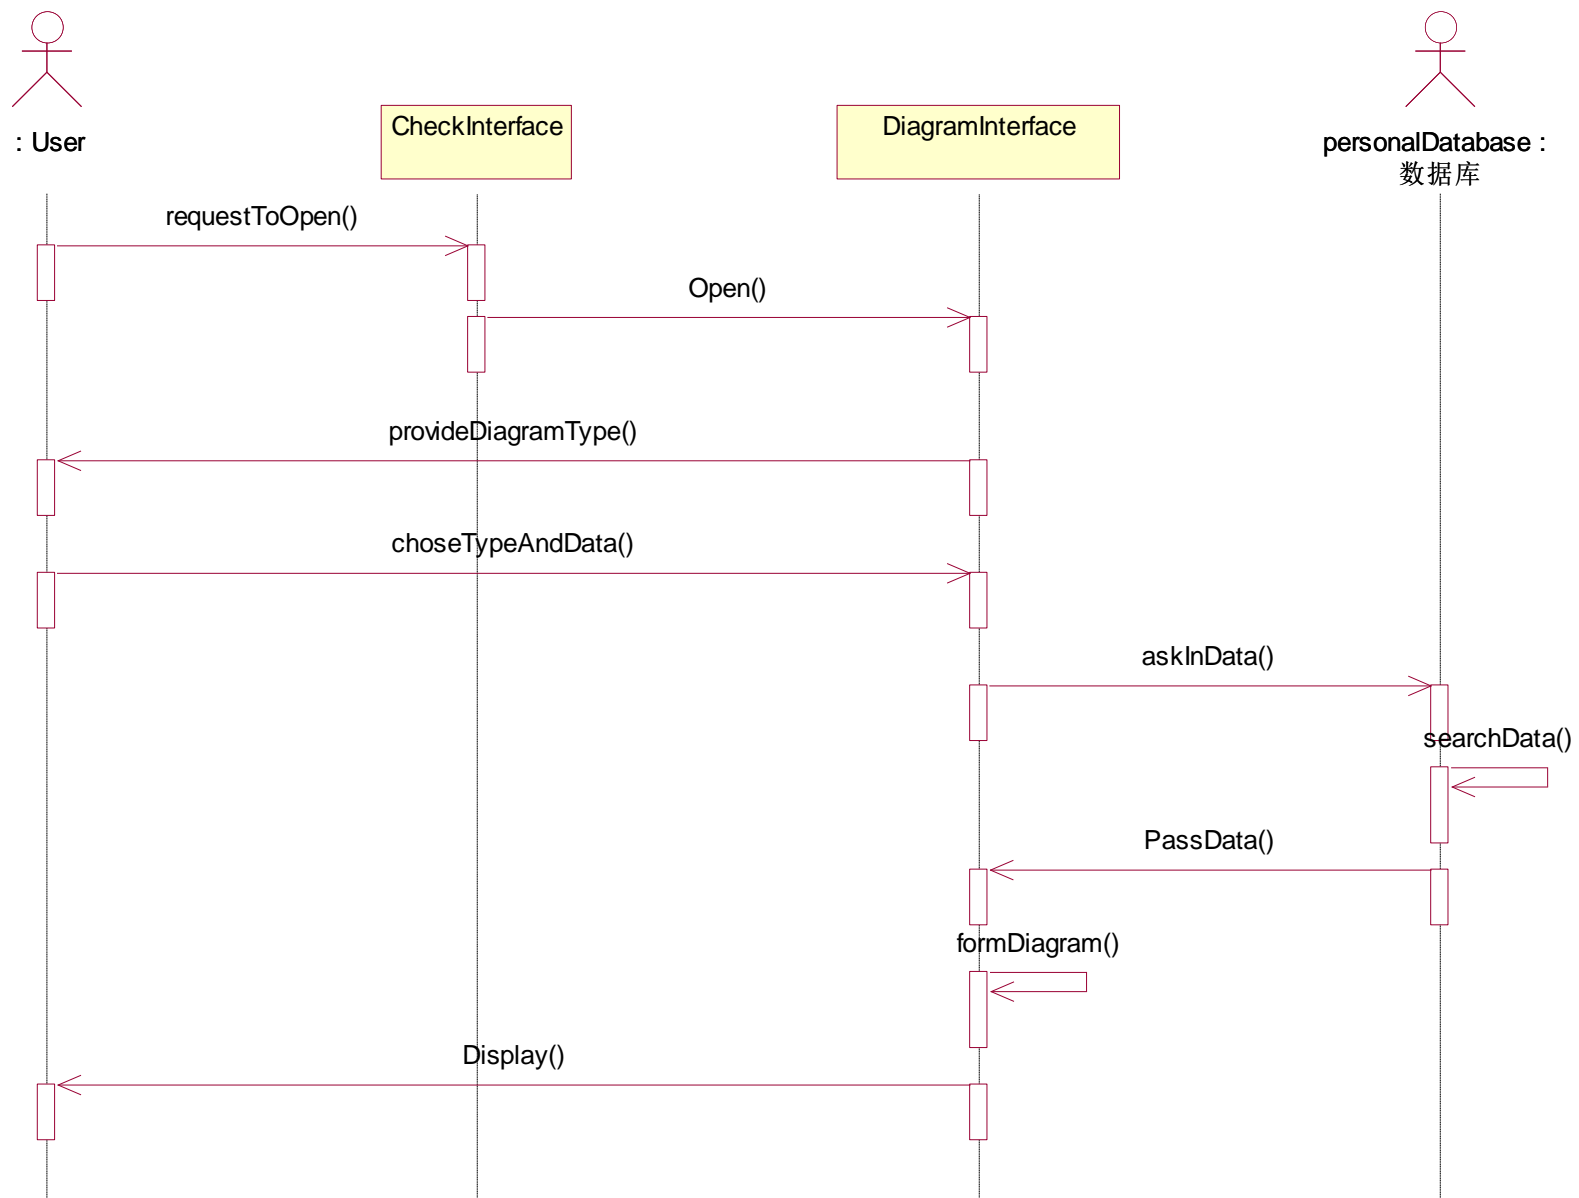 : User
CheckInterface
DiagramInterface
personalDatabase :
数据库
requestToOpen()
Open()
provideDiagramType()
choseTypeAndData()
askInData()
searchData()
PassData()
formDiagram()
Display()